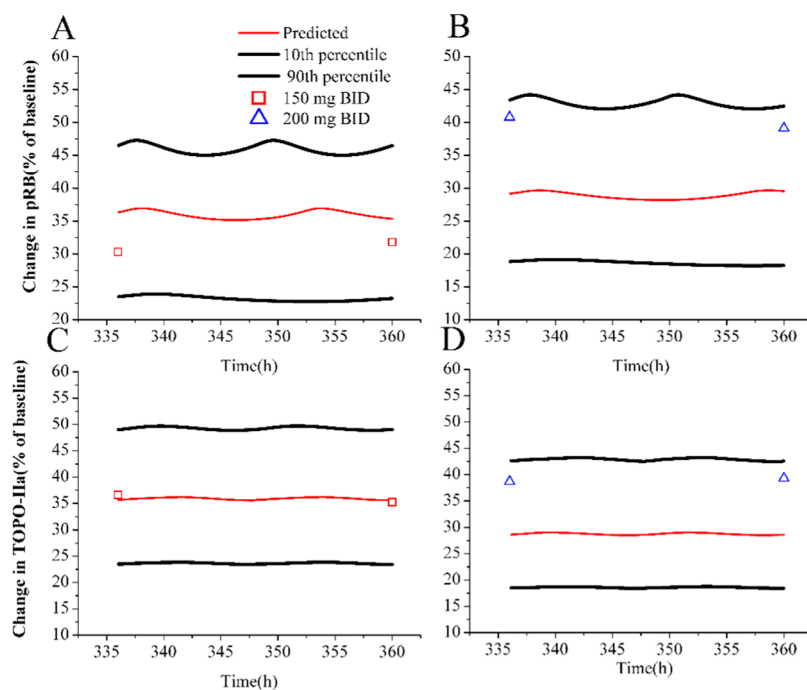 A
Predicted
10th percentile
90th percentile
150 mg BID
200 mg BID
Change in pRB(% of baseline)
60
55
50
45
40
35
30
25
20
335 340 345 350 355 360
Time(h)
B
50
45
40
35
30
25
20
15
10
335 340 345 350 355 360
Time(h)
C
Change in TOPO-IIa(% of baseline)
60
55
50
45
40
35
30
25
20
15
10
335 340 345 350 355 360
Time(h)
D
60
55
50
45
40
35
30
25
20
15
10
335 340 345 350 355 360
Time(h)